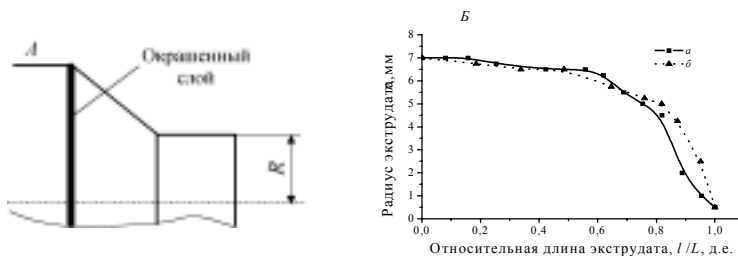 А
Окрашенный
слой
R
Б
8
7
6
5
4
3
2
1
0
Радиус экструдата, мм
а
б
0,0 0,2 0,4 0,6 0,8 1,0
Относительная длина экструдата, l /L, д.е.